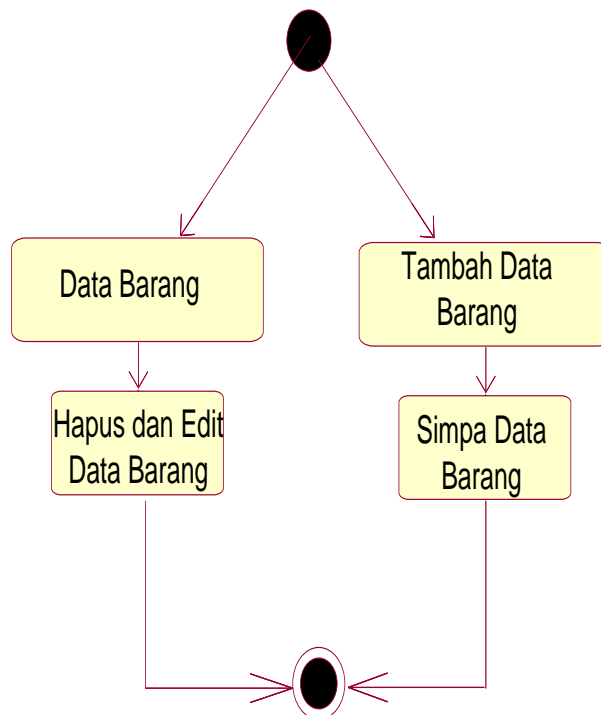 Data Barang
Tambah Data
Barang
Hapus dan Edit
Data Barang
Simpa Data
Barang